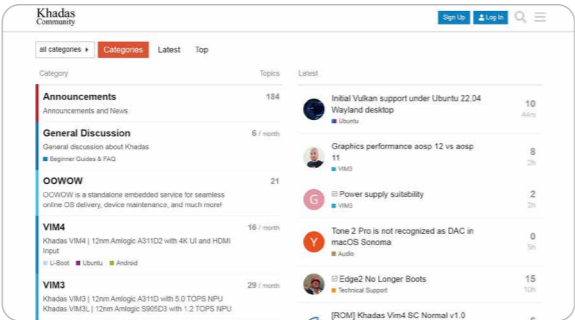 Khadas
Community
Sign Up
Log In
all categories
Categories
Latest
Top
Category
Topics
Latest
Announcements
184
Announcements and News
General Discussion
6 / month
General discussion about Khadas
Beginner Guides & FAQ
OOWOW
21
OOWOW is a standalone embedded service for seamless
online OS delivery, device maintenance, and much more!
VIM4
16 / month
Khadas VIM4 | 12nm Amlogic A311D2 with 4K UI and HDMI
Input
U-Boot Ubuntu Android
VIM3
29 / month
Khadas VIM3 | 12nm Amlogic A311D with 5.0 TOPS NPU
Khadas VIM3L | 12nm Amlogic S905D3 with 1.2 TOPS NPU
Initial Vulkan support under Ubuntu 22.04
Wayland desktop
Ubuntu
10
44m
Graphics performance aosp 12 vs aosp
11
VIM3
8
2h
G
Power supply suitability
VIM3
2
2h
Y
Tone 2 Pro is not recognized as DAC in
macOS Sonoma
Audio
0
5h
Edge2 No Longer Boots
Technical Support
15
10h
[ROM] Khadas Vim4 SC Normal v1.0